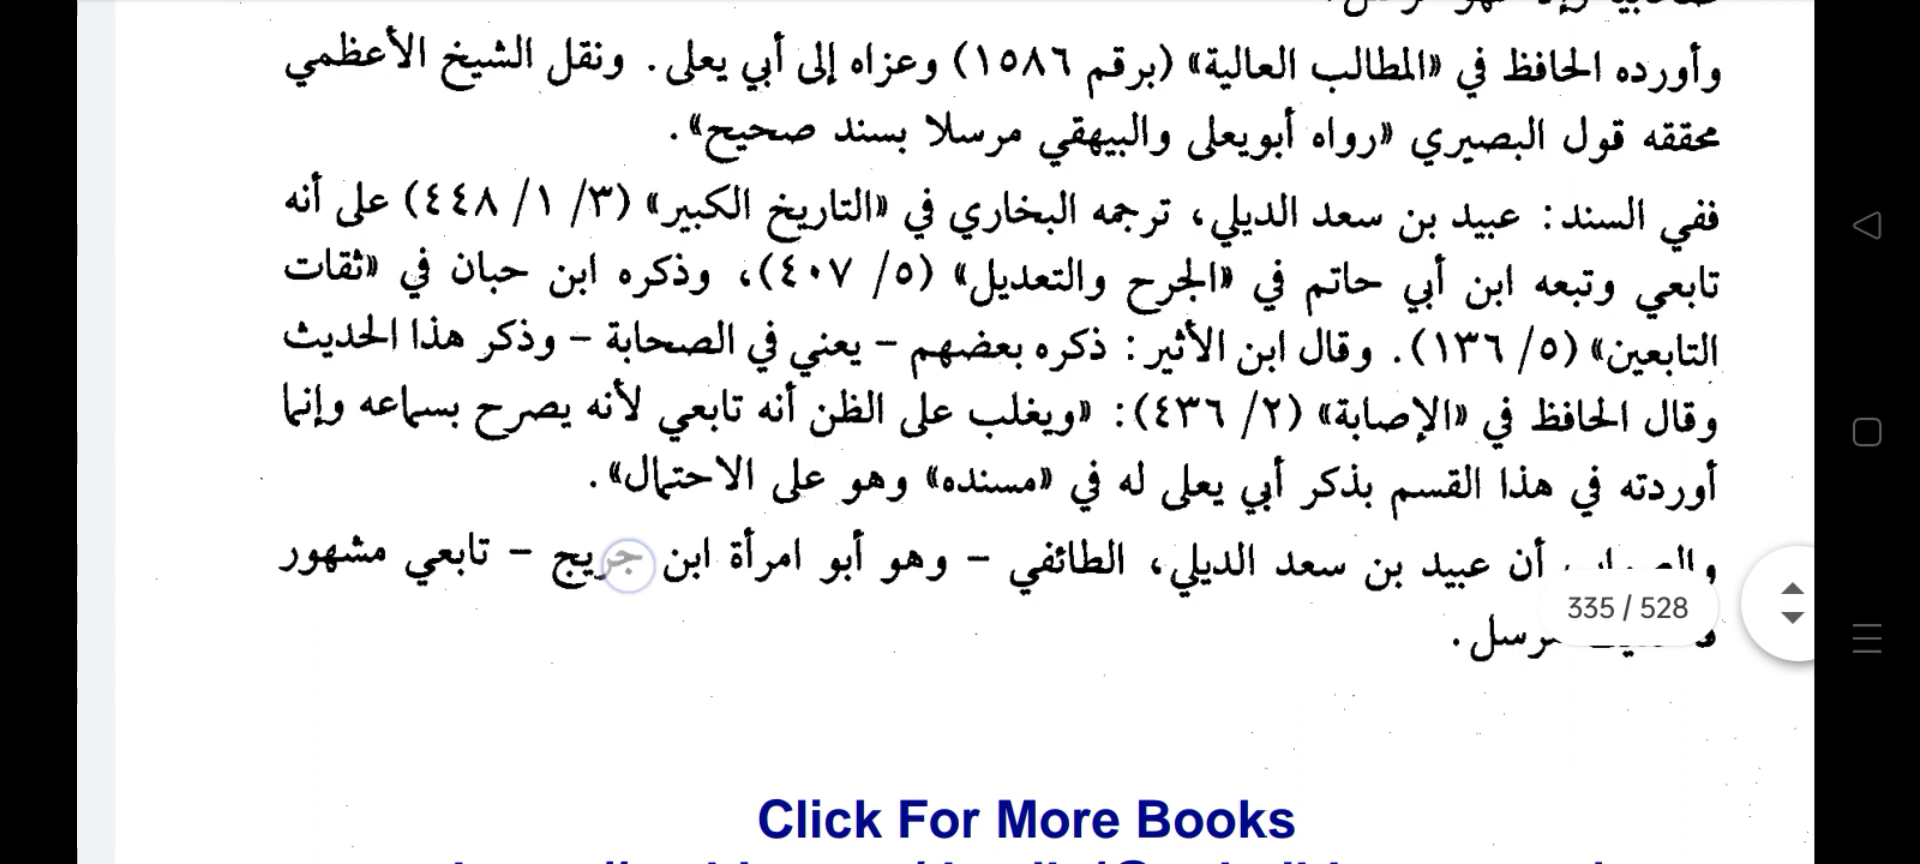 وأورده الحافظ في «المطالب العالية» (برقم ١٥٨٦) وعزاه إلى أبي يعلى. ونقل الشيخ الأعظمي
محققه قول البصيري «رواه أبويعلى والبيهقي مرسلا بسند صحيح».
ففي السند: عبيد بن سعد الديلي، ترجمه البخاري في «التاريخ الكبير» (٣/ ١/ ٤٤٨) على أنه
تابعي وتبعه ابن أبي حاتم في «الجرح والتعديل» (٥/ ٤٠٧)، وذكره ابن حبان في «ثقات
التابعين» (٥/ ١٣٦). وقال ابن الأثير: ذكره بعضهم - يعني في الصحابة - وذكر هذا الحديث
وقال الحافظ في «الإصابة» (٢/ ٤٣٦): «ويغلب على الظن أنه تابعي لأنه يصرح بسماعه وإنما
أوردته في هذا القسم بذكر أبي يعلى له في «مسنده» وهو على الاحتمال».
أن عبيد بن سعد الديلي، الطائفي - وهو أبو امرأة ابن جريج - تابعي مشهور
335 / 528
Click For More Books